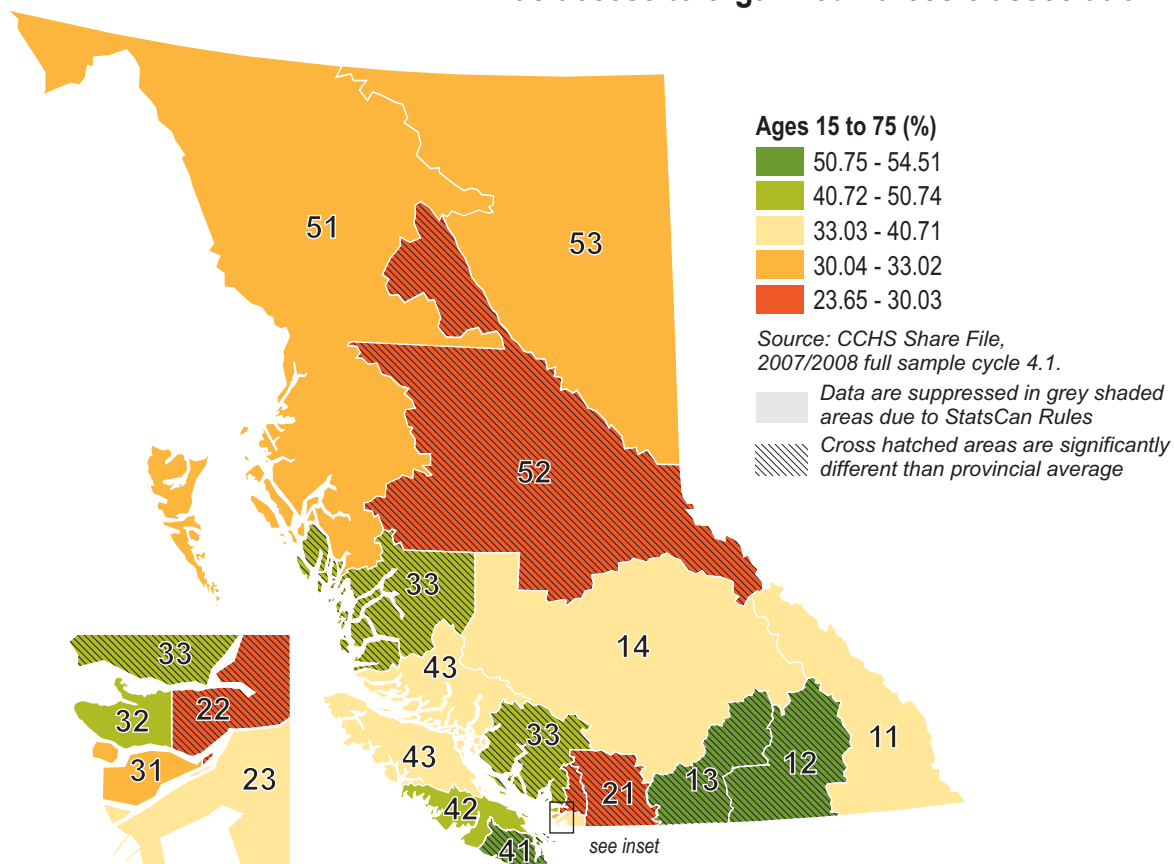 Ages 15 to 75 (%)
50.75 - 54.51
40.72 - 50.74
33.03 - 40.71
30.04 - 33.02
23.65 - 30.03
Source: CCHS Share File,
2007/2008 full sample cycle 4.1.
Data are suppressed in grey shaded
areas due to StatsCan Rules
Cross hatched areas are significantly
different than provincial average
51
53
52
33
14
43
11
33
43
12
13
21
42
41
see inset
33
32
22
31
23